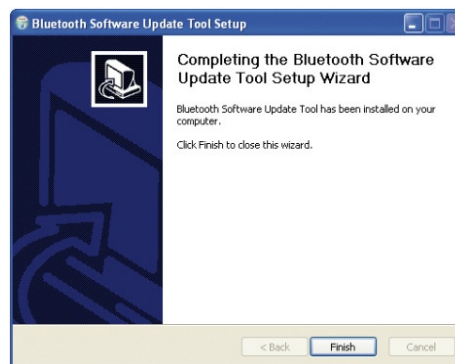 Bluetooth Software Update Tool Setup
Completing the Bluetooth Software
Update Tool Setup Wizard
Bluetooth Software Update Tool has been installed on your
computer.
Click Finish to close this wizard.
< Back Finish Cancel